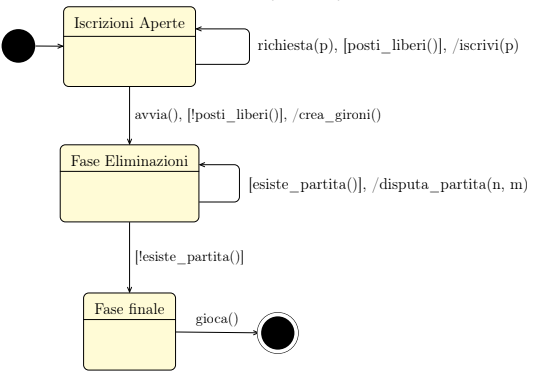 Iscrizioni Aperte
richiesta(p), [posti_liberi()], /iscrivi(p)
avvia(), [!posti_liberi()], /crea_gironi()
Fase Eliminazioni
[esiste_partita()], /disputa_partita(n, m)
[!esiste_partita()]
Fase finale
gioca()